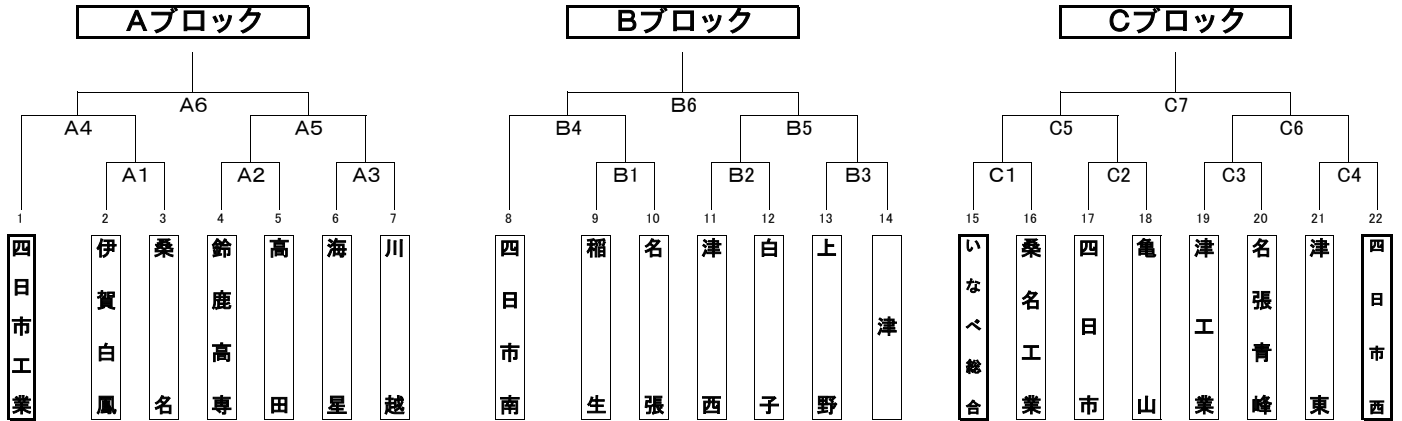 Aブロック Bブロック Cブロック
A6 B6 C7
A4 A5 B4 B5 C5 C6
A1 A2 A3 B1 B2 B3 C1 C2 C3 C4
1 2 3 4 5 6 7 8 9 10 11 12 13 14 15 16 17 18 19 20 21 22
四日市工業
伊賀白鳳
桑名
鈴鹿高専
高田
海星
川越
四日市南
稲生
名張
津西
白子
上野
津
いなべ総合
桑名工業
四日市
亀山
津工業
名張青峰
津東
四日市西